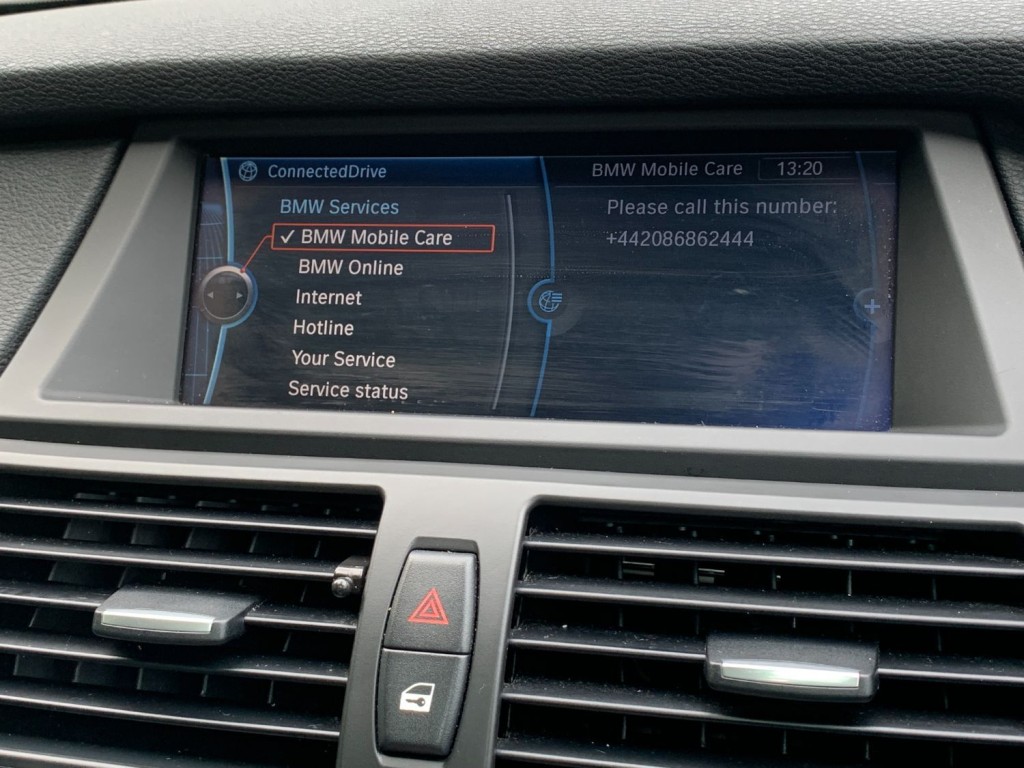 ConnectedDrive
BMW Services
✓ BMW Mobile Care
BMW Online
Internet
Hotline
Your Service
Service status
BMW Mobile Care 13:20
Please call this number:
+442086862444